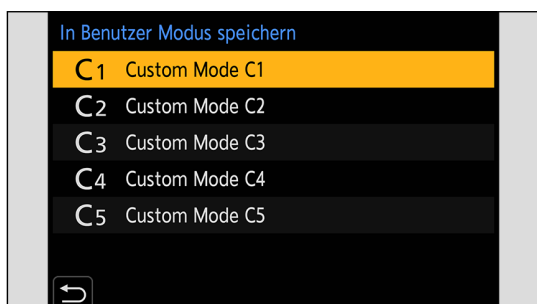 In Benutzer Modus speichern
C1 Custom Mode C1
C2 Custom Mode C2
C3 Custom Mode C3
C4 Custom Mode C4
C5 Custom Mode C5